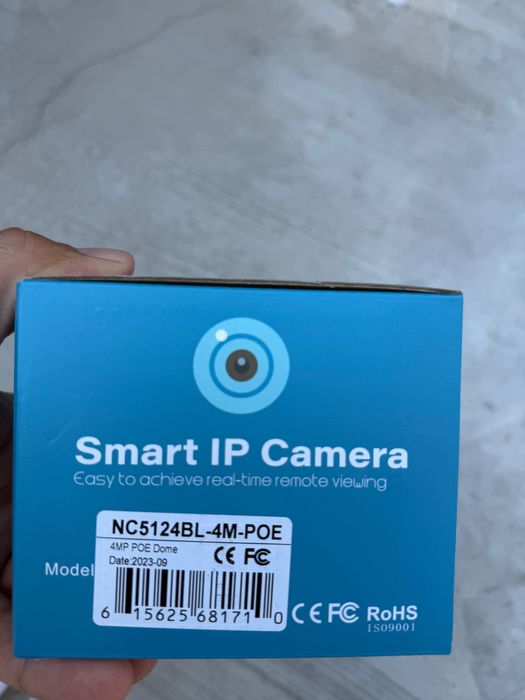 Smart IP Camera
Easy to achieve real-time remote viewing
NC5124BL-4M-POE
4MP POE Dome
CE FC
Date:2023-09
Model
6 15625 68171 0
CE FC RoHS
ISO9001